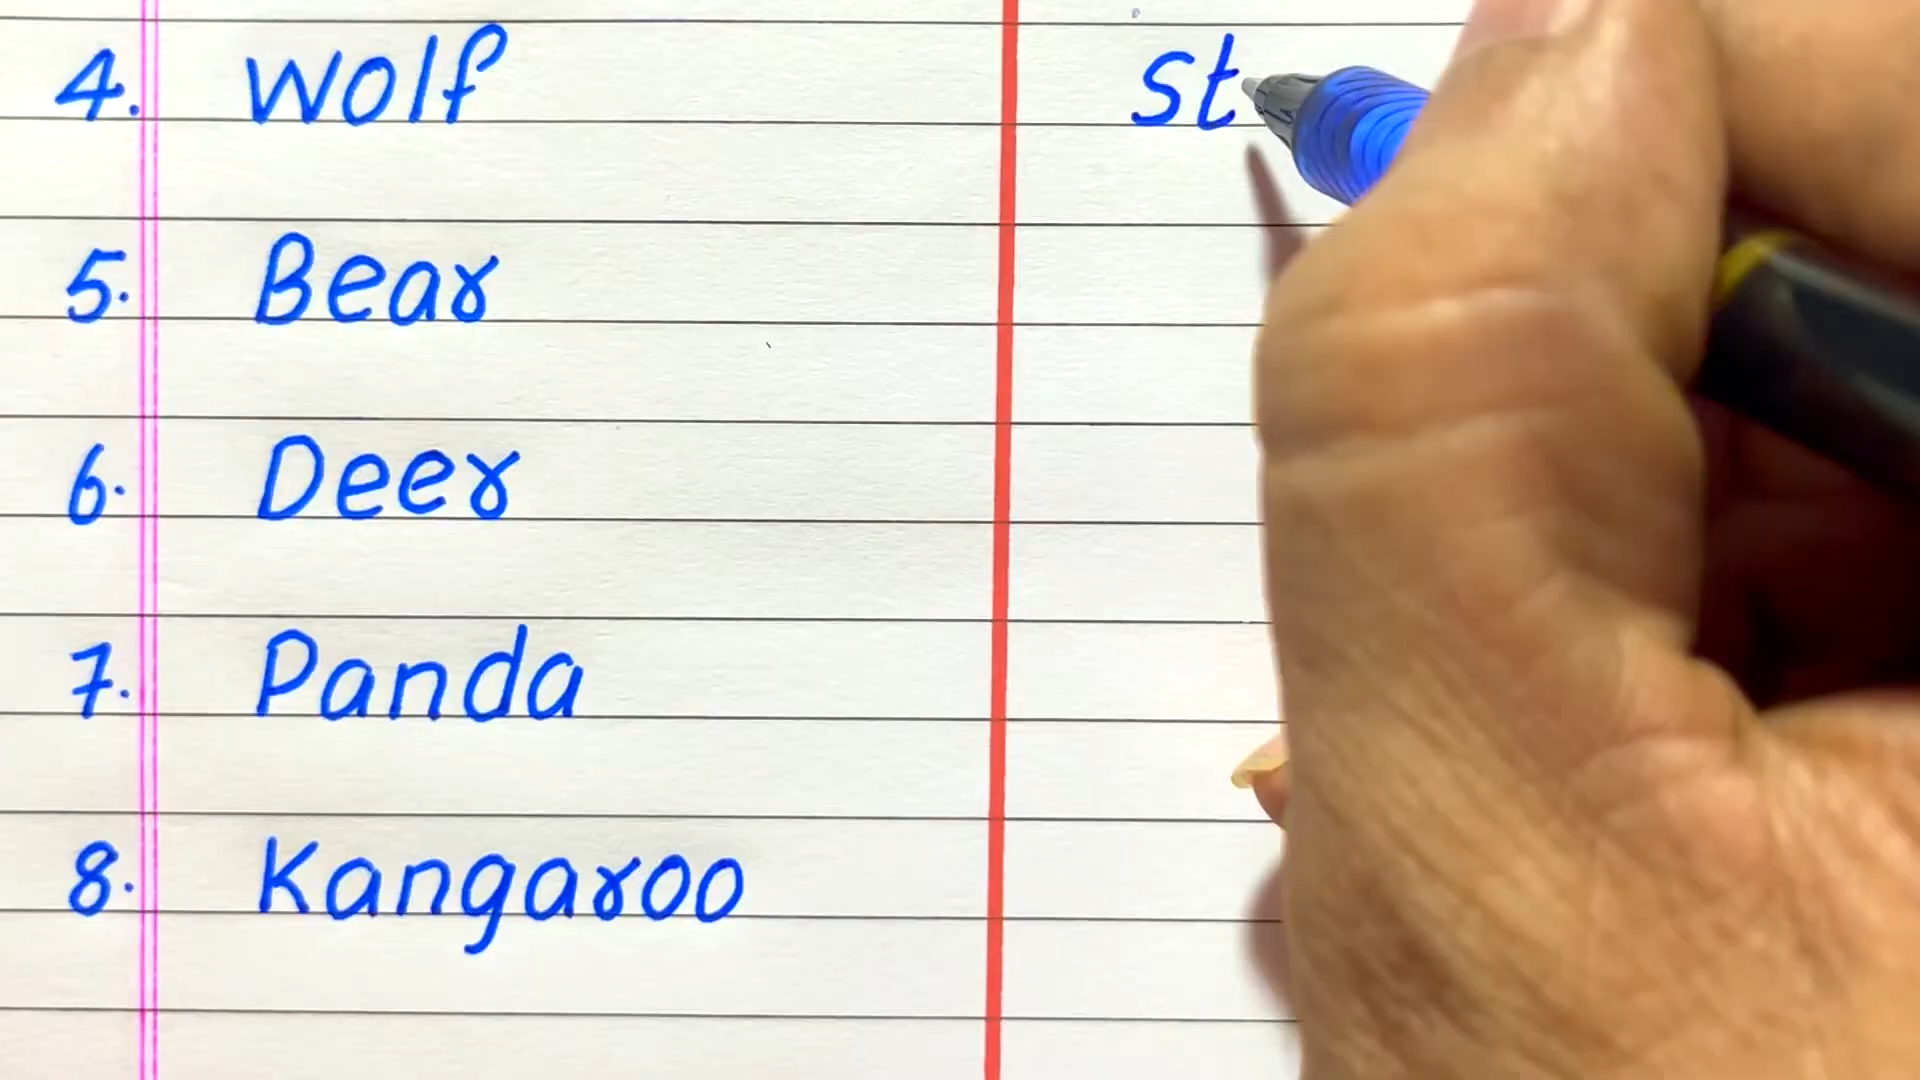 4. Wolf St
5. Bear
6. Deer
7. Panda
8. Kangaroo